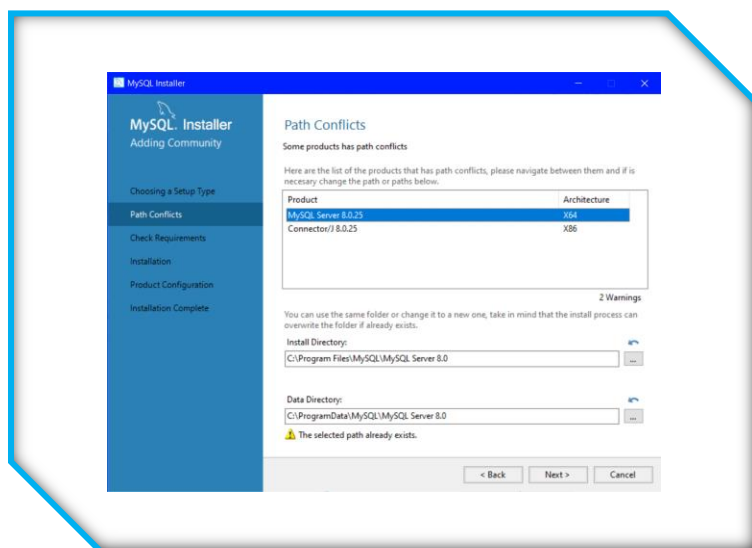 MySQL Installer
MySQL. Installer
Adding Community
Choosing a Setup Type
Path Conflicts
Check Requirements
Installation
Product Configuration
Installation Complete
Path Conflicts
Some products has path conflicts
Here are the list of the products that has path conflicts, please navigate between them and if is
necesary change the path or paths below.
Product Architecture
MySQL Server 8.0.25 X64
Connector/J 8.0.25 X86
2 Warnings
You can use the same folder or change it to a new one, take in mind that the install process can
overwrite the folder if already exists.
Install Directory:
C:\Program Files\MySQL\MySQL Server 8.0
...
Data Directory:
C:\ProgramData\MySQL\MySQL Server 8.0
...
The selected path already exists.
< Back Next > Cancel